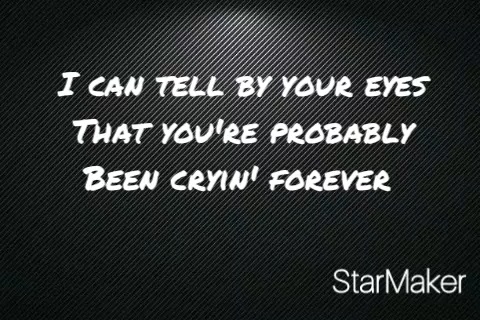 I can tell by your eyes
That you're probably
Been cryin' forever
StarMaker